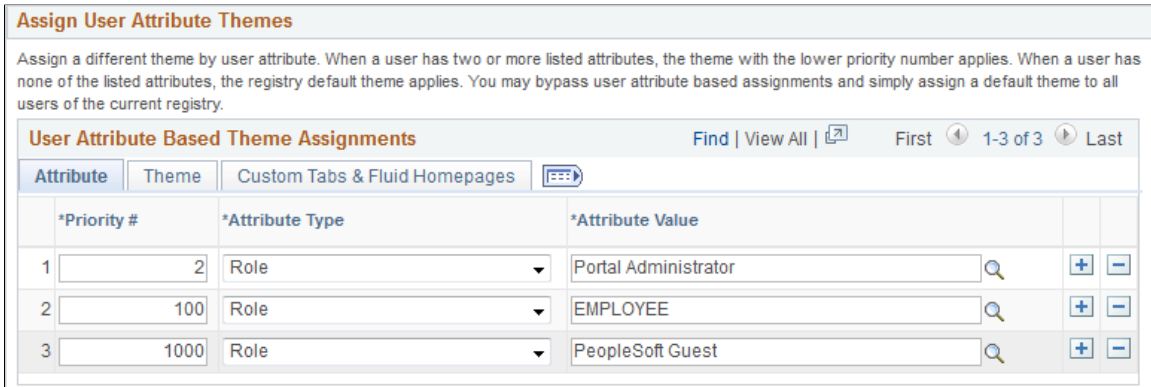 Assign User Attribute Themes
Assign a different theme by user attribute. When a user has two or more listed attributes, the theme with the lower priority number applies. When a user has
none of the listed attributes, the registry default theme applies. You may bypass user attribute based assignments and simply assign a default theme to all
users of the current registry.
User Attribute Based Theme Assignments Find | View All | First 1-3 of 3 Last
Attribute Theme Custom Tabs & Fluid Homepages
*Priority # *Attribute Type *Attribute Value
1 2 Role Portal Administrator
2 100 Role EMPLOYEE
3 1000 Role PeopleSoft Guest